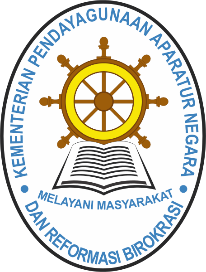 KEMENTERIAN PENDAYAGUNAAN APARATUR NEGARA
MELAYANI MASYARAKAT
DAN REFORMASI BIROKRASI